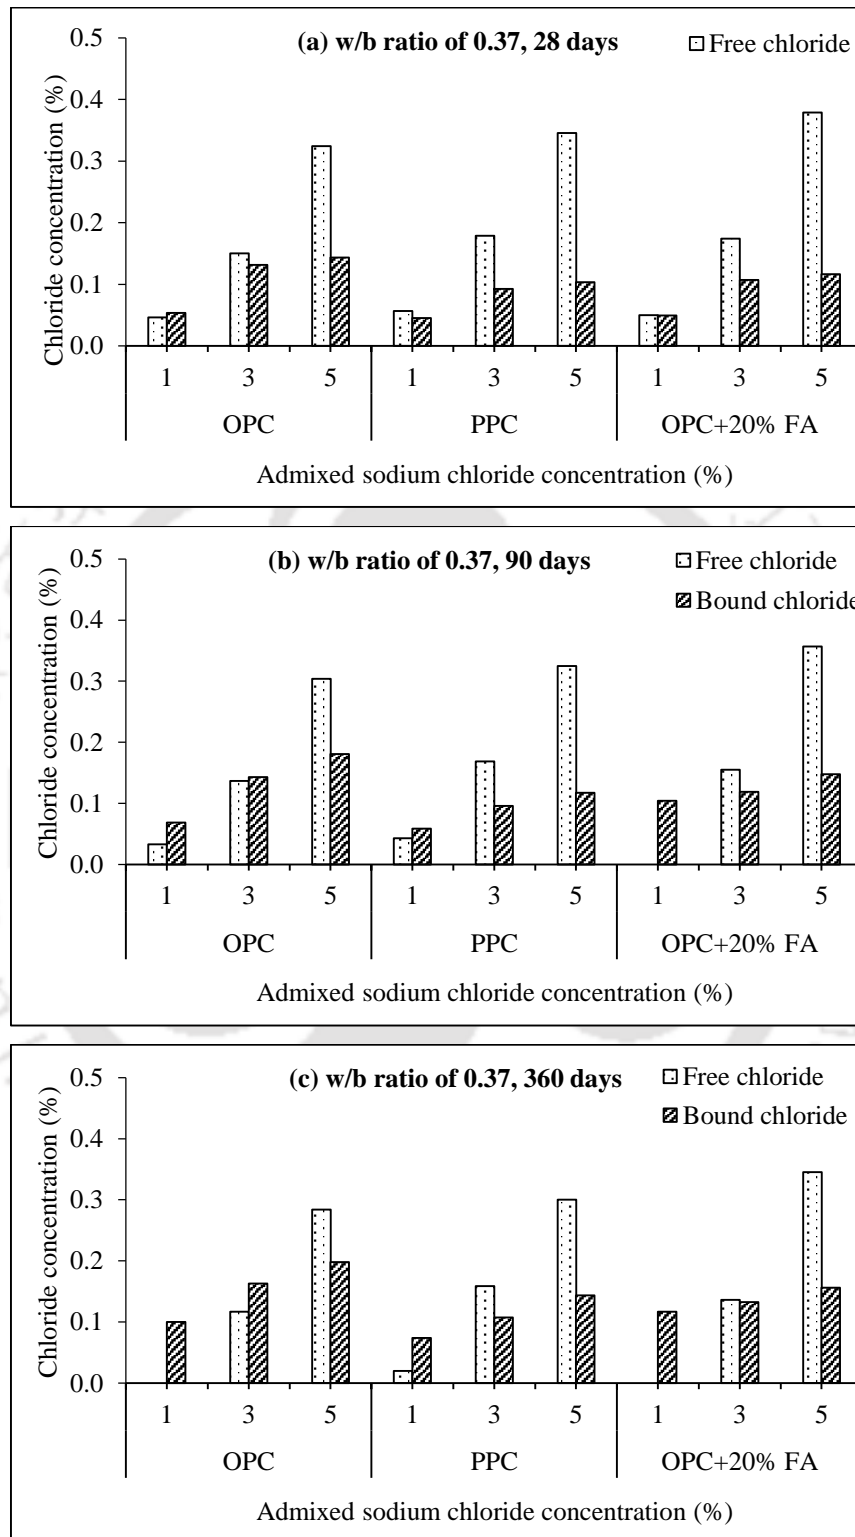 (a) w/b ratio of 0.37, 28 days
Free chloride
Chloride concentration (%)
0.5
0.4
0.3
0.2
0.1
0.0
1 3 5 1 3 5 1 3 5
OPC PPC OPC+20% FA
Admixed sodium chloride concentration (%)
(b) w/b ratio of 0.37, 90 days
Free chloride
Bound chloride
Chloride concentration (%)
0.5
0.4
0.3
0.2
0.1
0.0
1 3 5 1 3 5 1 3 5
OPC PPC OPC+20% FA
Admixed sodium chloride concentration (%)
(c) w/b ratio of 0.37, 360 days
Free chloride
Bound chloride
Chloride concentration (%)
0.5
0.4
0.3
0.2
0.1
0.0
1 3 5 1 3 5 1 3 5
OPC PPC OPC+20% FA
Admixed sodium chloride concentration (%)